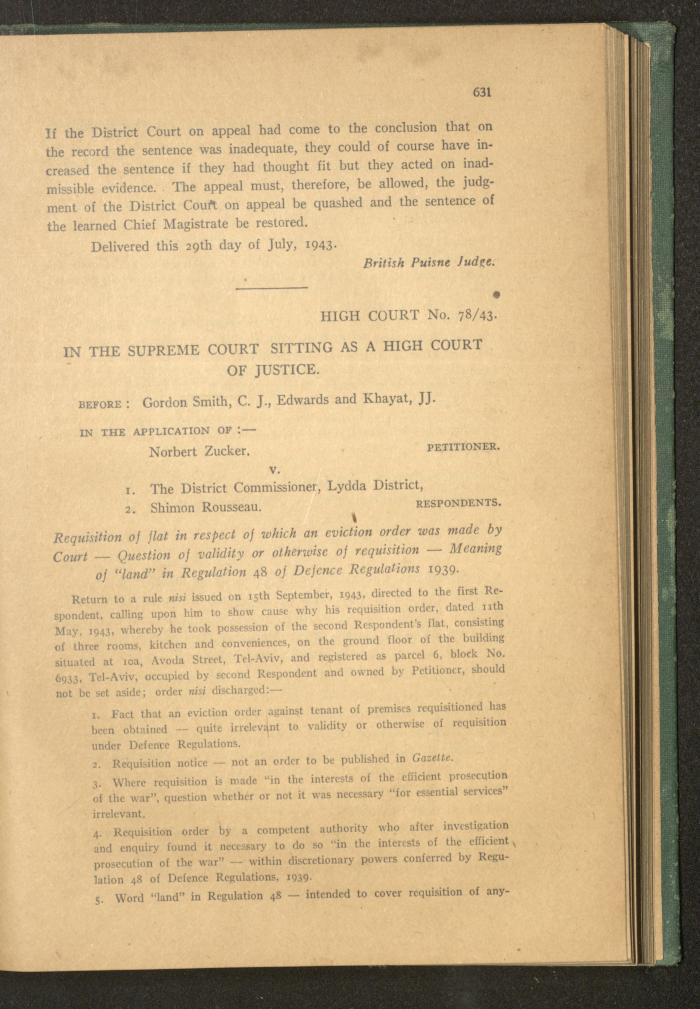 631
If the District Court on appeal had come to the conclusion that on
the record the sentence was inadequate, they could of course have in-
creased the sentence if they had thought fit but they acted on inad-
missible evidence. The appeal must, therefore, be allowed, the judg-
ment of the District Court on appeal be quashed and the sentence of
the learned Chief Magistrate be restored.
Delivered this 29th day of July, 1943.
British Puisne Judge.
HIGH COURT No. 78/43.
IN THE SUPREME COURT SITTING AS A HIGH COURT
OF JUSTICE.
BEFORE : Gordon Smith, C. J., Edwards and Khayat, JJ.
IN THE APPLICATION OF :—
Norbert Zucker, PETITIONER.
v.
1. The District Commissioner, Lydda District,
2. Shimon Rousseau. RESPONDENTS.
Requisition of flat in respect of which an eviction order was made by
Court — Question of validity or otherwise of requisition — Meaning
of "land" in Regulation 48 of Defence Regulations 1939.
Return to a rule nisi issued on 15th September, 1943, directed to the first Re-
spondent, calling upon him to show cause why his requisition order, dated 11th
May, 1943, whereby he took possession of the second Respondent's flat, consisting
of three rooms, kitchen and conveniences, on the ground floor of the building
situated at 10a, Avoda Street, Tel-Aviv, and registered as parcel 6, block No.
6933, Tel-Aviv, occupied by second Respondent and owned by Petitioner, should
not be set aside; order nisi discharged:—
1. Fact that an eviction order against tenant of premises requisitioned has
been obtained — quite irrelevant to validity or otherwise of requisition
under Defence Regulations.
2. Requisition notice — not an order to be published in Gazette.
3. Where requisition is made "in the interests of the efficient prosecution
of the war", question whether or not it was necessary "for essential services"
irrelevant.
4. Requisition order by a competent authority who after investigation
and enquiry found it necessary to do so "in the interests of the efficient
prosecution of the war" — within discretionary powers conferred by Regu-
lation 48 of Defence Regulations, 1939.
5. Word "land" in Regulation 48 — intended to cover requisition of any-